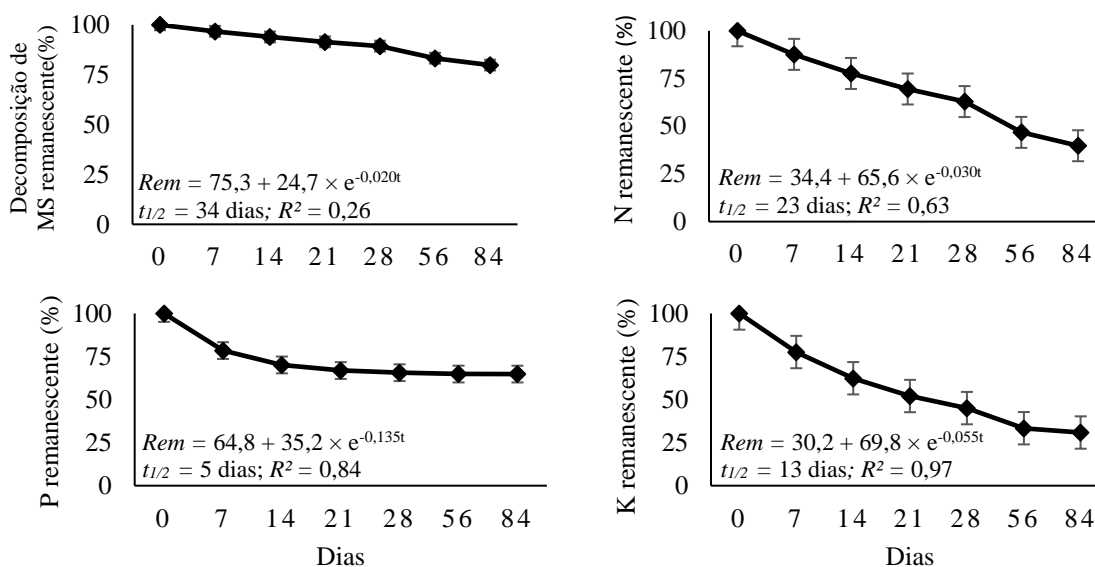 Decomposição de
MS remanescente(%)
100
75
50
25
0
Rem = 75,3 + 24,7 × e-0,020t
t1/2 = 34 dias; R² = 0,26
0 7 14 21 28 56 84
N remanescente (%)
100
75
50
25
0
Rem = 34,4 + 65,6 × e-0,030t
t1/2 = 23 dias; R² = 0,63
0 7 14 21 28 56 84
P remanescente (%)
100
75
50
25
0
Rem = 64,8 + 35,2 × e-0,135t
t1/2 = 5 dias; R² = 0,84
0 7 14 21 28 56 84
Dias
K remanescente (%)
100
75
50
25
0
Rem = 30,2 + 69,8 × e-0,055t
t1/2 = 13 dias; R² = 0,97
0 7 14 21 28 56 84
Dias